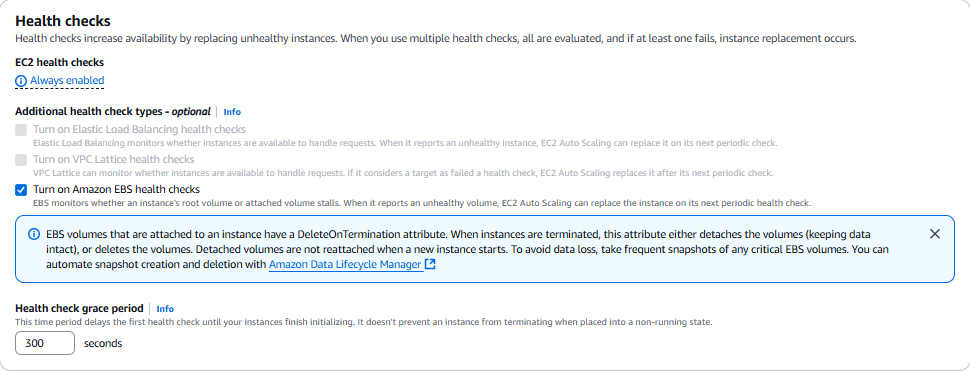 Health checks
Health checks increase availability by replacing unhealthy instances. When you use multiple health checks, all are evaluated, and if at least one fails, instance replacement occurs.
EC2 health checks
Always enabled
Additional health check types - optional | Info
Turn on Elastic Load Balancing health checks
Elastic Load Balancing monitors whether instances are available to handle requests. When it reports an unhealthy instance, EC2 Auto Scaling can replace it on its next periodic check.
Turn on VPC Lattice health checks
VPC Lattice can monitor whether instances are available to handle requests. If it considers a target as failed a health check, EC2 Auto Scaling replaces it after its next periodic check.
Turn on Amazon EBS health checks
EBS monitors whether an instance's root volume or attached volume stalls. When it reports an unhealthy volume, EC2 Auto Scaling can replace the instance on its next periodic health check.
EBS volumes that are attached to an instance have a DeleteOnTermination attribute. When instances are terminated, this attribute either detaches the volumes (keeping data
intact), or deletes the volumes. Detached volumes are not reattached when a new instance starts. To avoid data loss, take frequent snapshots of any critical EBS volumes. You can
automate snapshot creation and deletion with Amazon Data Lifecycle Manager
Health check grace period | Info
This time period delays the first health check until your instances finish initializing. It doesn't prevent an instance from terminating when placed into a non-running state.
300 seconds